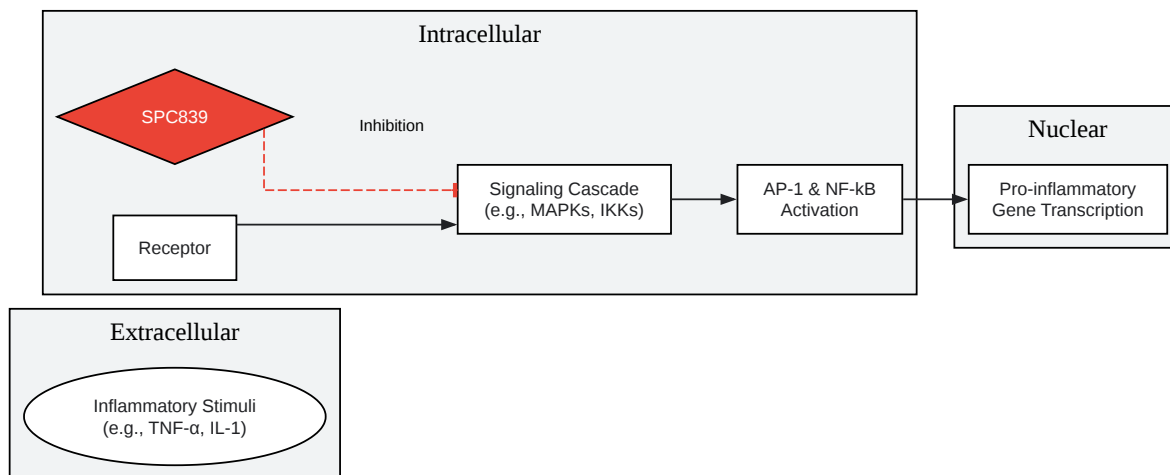 Intracellular
SPC839
Inhibition
Signaling Cascade
(e.g., MAPKs, IKKs)
AP-1 & NF-kB
Activation
Receptor
Nuclear
Pro-inflammatory
Gene Transcription
Extracellular
Inflammatory Stimuli
(e.g., TNF-α, IL-1)